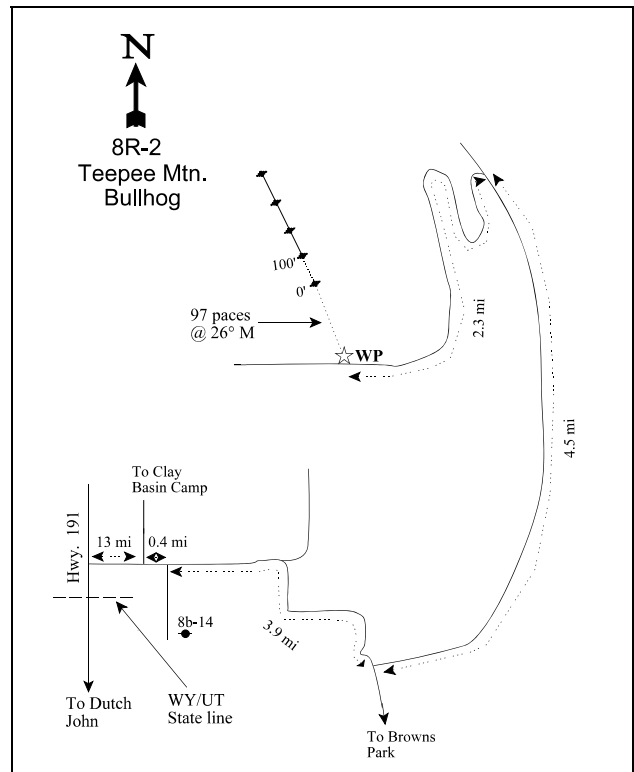 N
8R-2
Teepee Mtn.
Bullhog
100'
0'
97 paces
@ 26° M
WP
2.3 mi
4.5 mi
To Clay
Basin Camp
Hwy. 191
13 mi
0.4 mi
8b-14
3.9 mi
To Dutch
John
WY/UT
State line
To Browns
Park